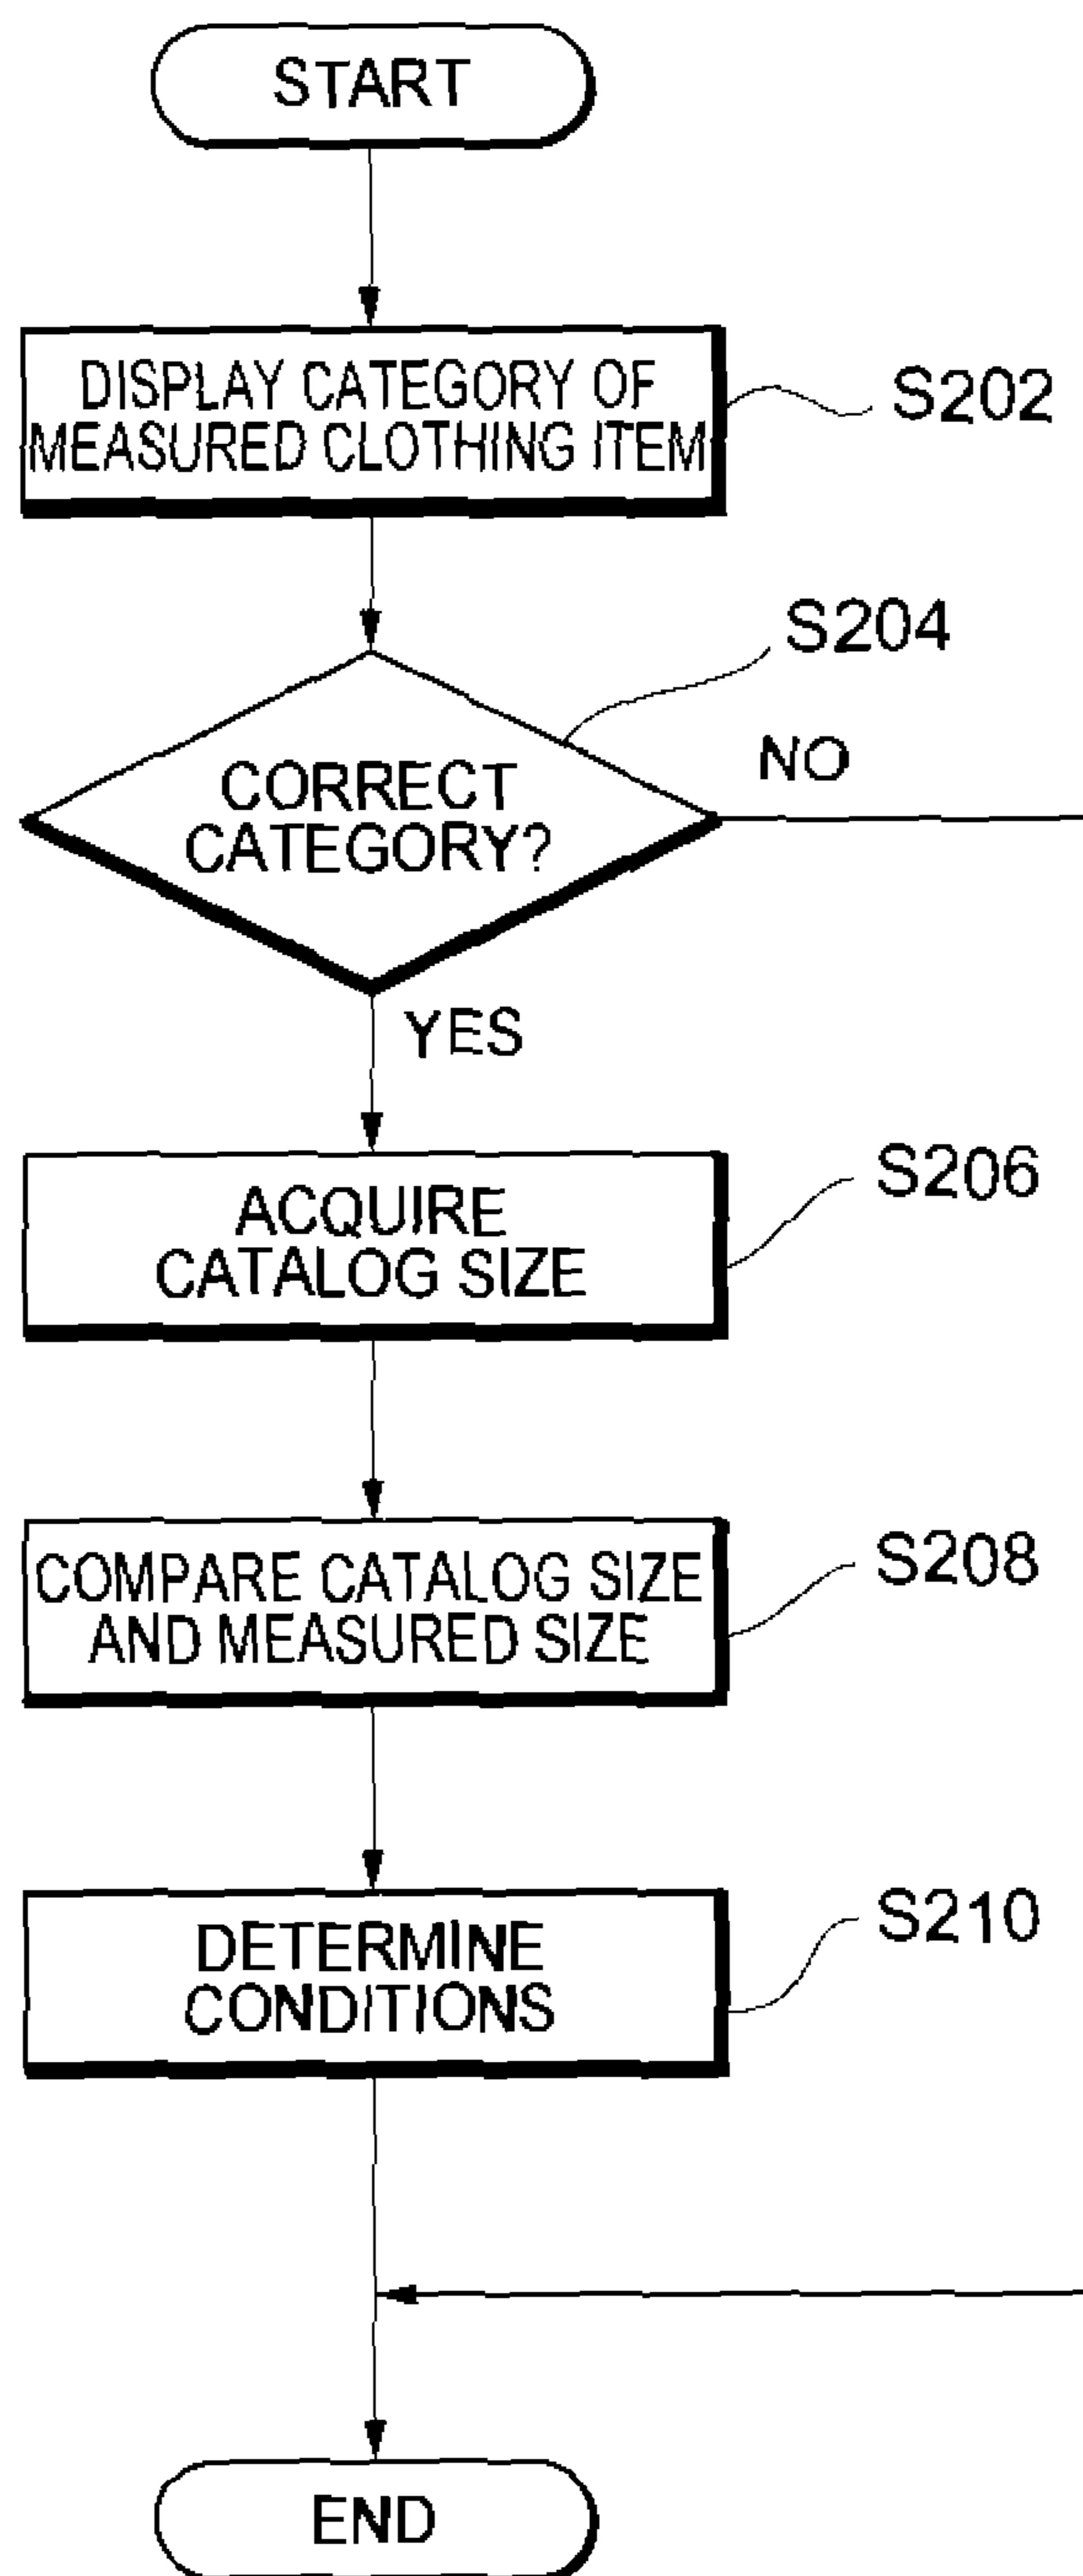 START
DISPLAY CATEGORY OF
MEASURED CLOTHING ITEM
S202
S204
CORRECT
CATEGORY?
NO
YES
ACQUIRE
CATALOG SIZE
S206
COMPARE CATALOG SIZE
AND MEASURED SIZE
S208
DETERMINE
CONDITIONS
S210
END